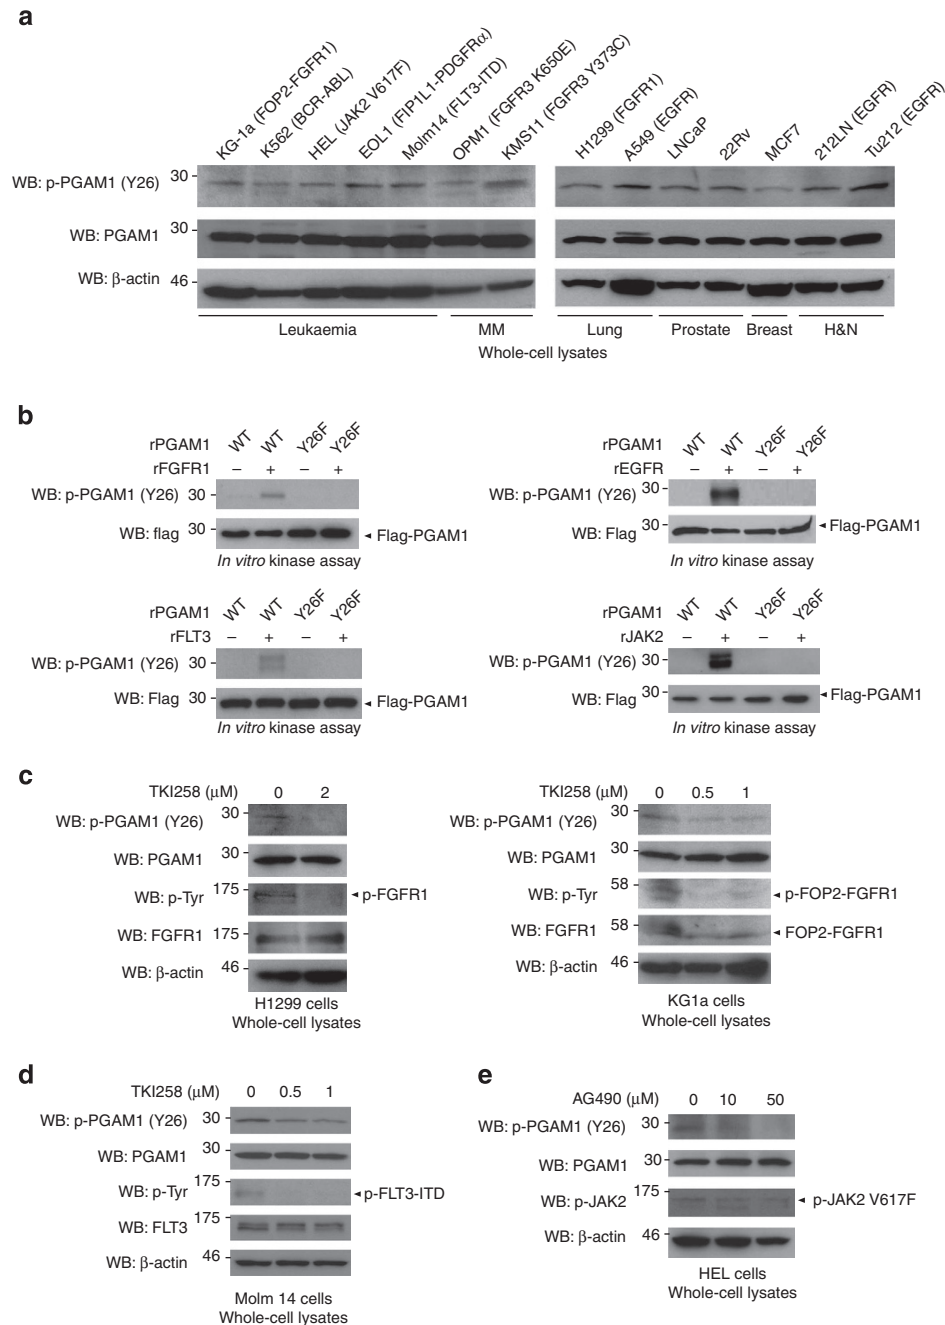 a
KG-1a (FOP2-FGFR1)
K562 (BCR-ABL)
HEL (JAK2 V617F)
EOL1 (FIP1L1-PDGFRα)
Molm14 (FLT3-ITD)
OPM1 (FGFR3 K650E)
KMS11 (FGFR3 Y373C)
H1299 (FGFR1)
A549 (EGFR)
LNCaP
22Rv
MCF7
212LN (EGFR)
Tu212 (EGFR)
WB: p-PGAM1 (Y26) 30
WB: PGAM1 30
WB: β-actin 46
Leukaemia MM Lung Prostate Breast H&N
Whole-cell lysates
b
rPGAM1 WT WT Y26F Y26F
rFGFR1 – + – +
WB: p-PGAM1 (Y26) 30
WB: flag 30 Flag-PGAM1
In vitro kinase assay
rPGAM1 WT WT Y26F Y26F
rEGFR – + – +
WB: p-PGAM1 (Y26) 30
WB: Flag 30 Flag-PGAM1
In vitro kinase assay
rPGAM1 WT WT Y26F Y26F
rFLT3 – + – +
WB: p-PGAM1 (Y26) 30
WB: Flag 30 Flag-PGAM1
In vitro kinase assay
rPGAM1 WT WT Y26F Y26F
rJAK2 – + – +
WB: p-PGAM1 (Y26) 30
WB: Flag 30 Flag-PGAM1
In vitro kinase assay
c
TKI258 (μM) 0 2
WB: p-PGAM1 (Y26) 30
WB: PGAM1 30
WB: p-Tyr 175 p-FGFR1
WB: FGFR1 175
WB: β-actin 46
H1299 cells
Whole-cell lysates
TKI258 (μM) 0 0.5 1
WB: p-PGAM1 (Y26) 30
WB: PGAM1 30
WB: p-Tyr 58 p-FOP2-FGFR1
WB: FGFR1 58 FOP2-FGFR1
WB: β-actin 46
KG1a cells
Whole-cell lysates
d
TKI258 (μM) 0 0.5 1
WB: p-PGAM1 (Y26) 30
WB: PGAM1 30
WB: p-Tyr 175 p-FLT3-ITD
WB: FLT3 175
WB: β-actin 46
Molm 14 cells
Whole-cell lysates
e
AG490 (μM) 0 10 50
WB: p-PGAM1 (Y26) 30
WB: PGAM1 30
WB: p-JAK2 175 p-JAK2 V617F
WB: β-actin 46
HEL cells
Whole-cell lysates